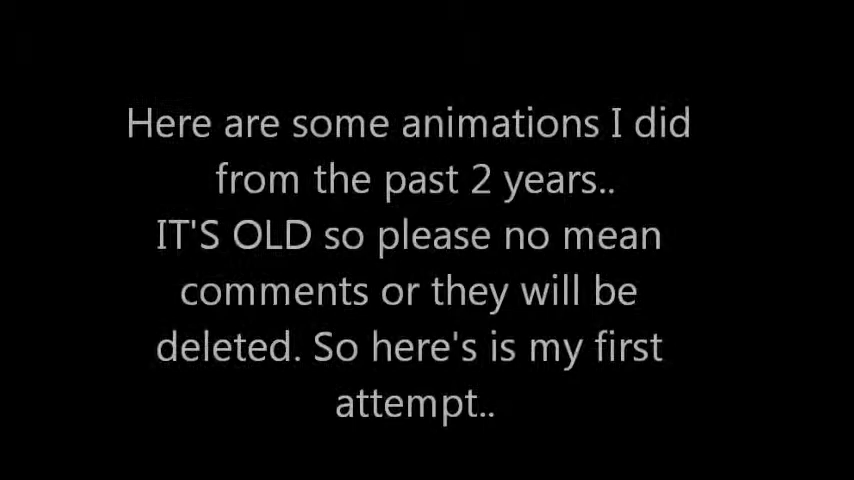 Here are some animations I did
from the past 2 years..
IT'S OLD so please no mean
comments or they will be
deleted. So here's is my first
attempt..